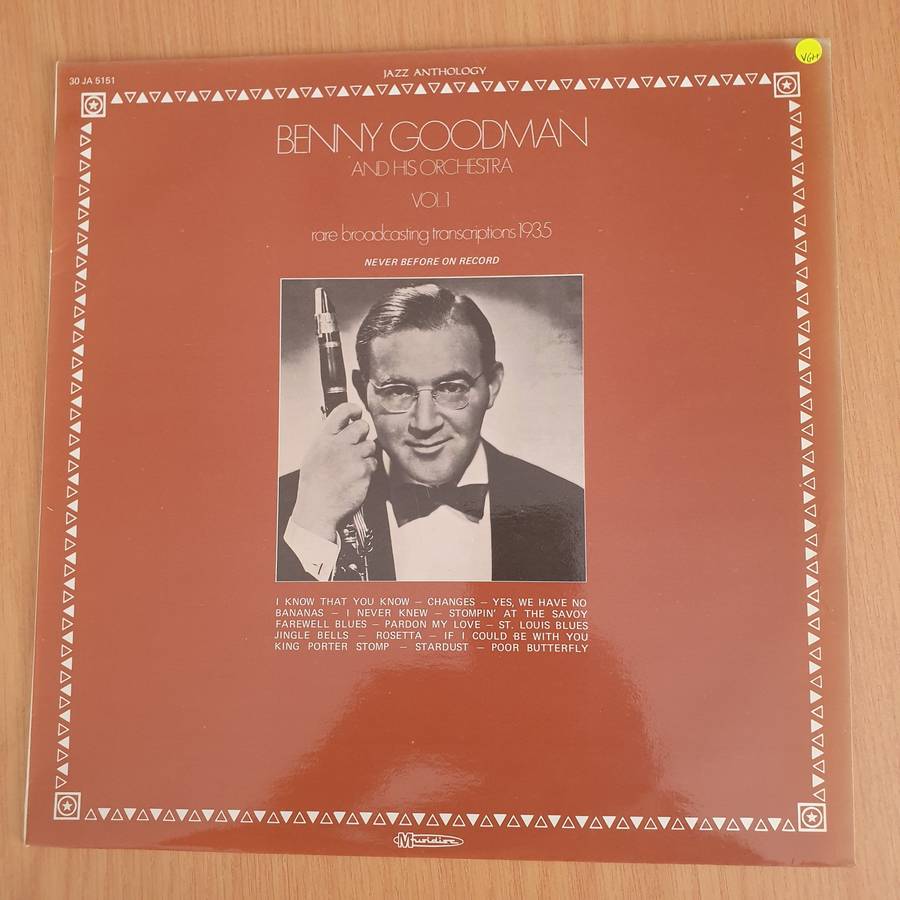 JAZZ ANTHOLOGY
VG+
30 JA 5151
BENNY GOODMAN
AND HIS ORCHESTRA
VOL.1
rare broadcasting transcriptions 1935
NEVER BEFORE ON RECORD
I KNOW THAT YOU KNOW – CHANGES – YES, WE HAVE NO
BANANAS – I NEVER KNEW – STOMPIN' AT THE SAVOY
FAREWELL BLUES – PARDON MY LOVE – ST. LOUIS BLUES
JINGLE BELLS – ROSETTA – IF I COULD BE WITH YOU
KING PORTER STOMP – STARDUST – POOR BUTTERFLY
Musidisc